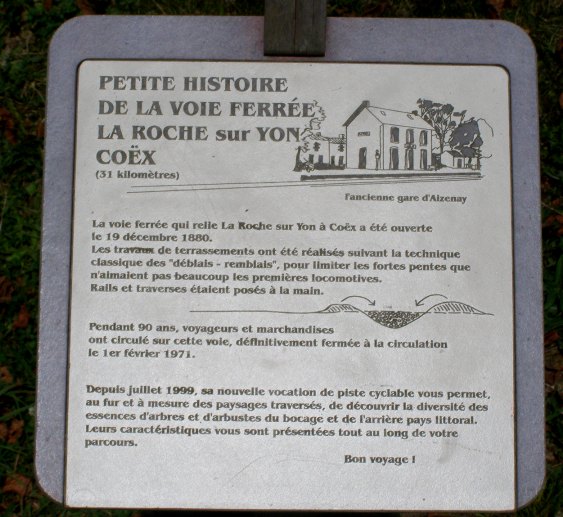 PETITE HISTOIRE
DE LA VOIE FERRÉE
LA ROCHE sur YON
COËX
(31 kilomètres)
l'ancienne gare d'Aizenay
La voie ferrée qui relie La Roche sur Yon à Coëx a été ouverte
le 19 décembre 1880.
Les travaux de terrassements ont été réalisés suivant la technique
classique des "déblais - remblais", pour limiter les fortes pentes que
n'aimaient pas beaucoup les premières locomotives.
Rails et traverses étaient posés à la main.
Pendant 90 ans, voyageurs et marchandises
ont circulé sur cette voie, définitivement fermée à la circulation
le 1er février 1971.
Depuis juillet 1999, sa nouvelle vocation de piste cyclable vous permet,
au fur et à mesure des paysages traversés, de découvrir la diversité des
essences d'arbres et d'arbustes du bocage et de l'arrière pays littoral.
Leurs caractéristiques vous sont présentées tout au long de votre
parcours.
Bon voyage !